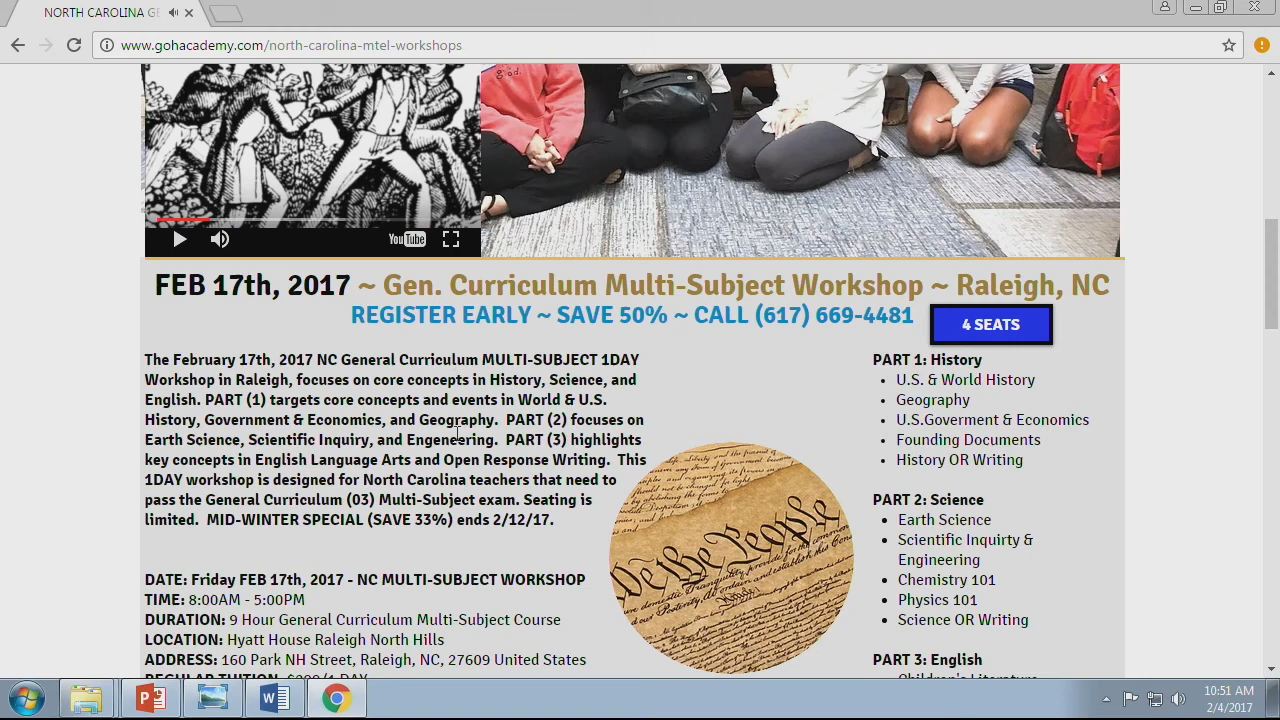 NORTH CAROLINA GE
www.gohacademy.com/north-carolina-mtel-workshops
good.
YouTube
FEB 17th, 2017 ~ Gen. Curriculum Multi-Subject Workshop ~ Raleigh, NC
REGISTER EARLY ~ SAVE 50% ~ CALL (617) 669-4481
4 SEATS
The February 17th, 2017 NC General Curriculum MULTI-SUBJECT 1DAY
Workshop in Raleigh, focuses on core concepts in History, Science, and
English. PART (1) targets core concepts and events in World & U.S.
History, Government & Economics, and Geography. PART (2) focuses on
Earth Science, Scientific Inquiry, and Engeneering. PART (3) highlights
key concepts in English Language Arts and Open Response Writing. This
1DAY workshop is designed for North Carolina teachers that need to
pass the General Curriculum (03) Multi-Subject exam. Seating is
limited. MID-WINTER SPECIAL (SAVE 33%) ends 2/12/17.
DATE: Friday FEB 17th, 2017 - NC MULTI-SUBJECT WORKSHOP
TIME: 8:00AM - 5:00PM
DURATION: 9 Hour General Curriculum Multi-Subject Course
LOCATION: Hyatt House Raleigh North Hills
ADDRESS: 160 Park NH Street, Raleigh, NC, 27609 United States
We the People
PART 1: History
• U.S. & World History
• Geography
• U.S.Goverment & Economics
• Founding Documents
• History OR Writing
PART 2: Science
• Earth Science
• Scientific Inquirty &
Engineering
• Chemistry 101
• Physics 101
• Science OR Writing
PART 3: English
10:51 AM
2/4/2017